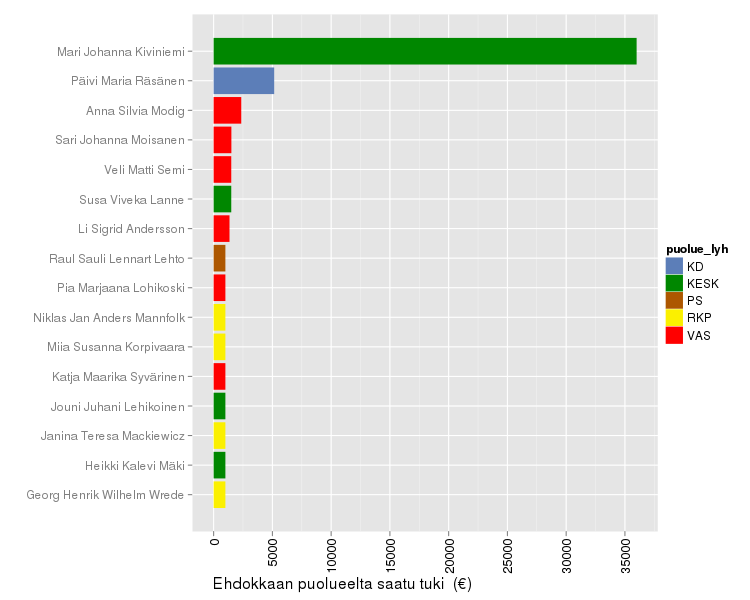 Mari Johanna Kiviniemi
Päivi Maria Räsänen
Anna Silvia Modig
Sari Johanna Moisanen
Veli Matti Semi
Susa Viveka Lanne
Li Sigrid Andersson
Raul Sauli Lennart Lehto
Pia Marjaana Lohikoski
Niklas Jan Anders Mannfolk
Miia Susanna Korpivaara
Katja Maarika Syvärinen
Jouni Juhani Lehikoinen
Janina Teresa Mackiewicz
Heikki Kalevi Mäki
Georg Henrik Wilhelm Wrede
0
5000
10000
15000
20000
25000
30000
35000
Ehdokkaan puolueelta saatu tuki (€)
puolue_lyh
KD
KESK
PS
RKP
VAS